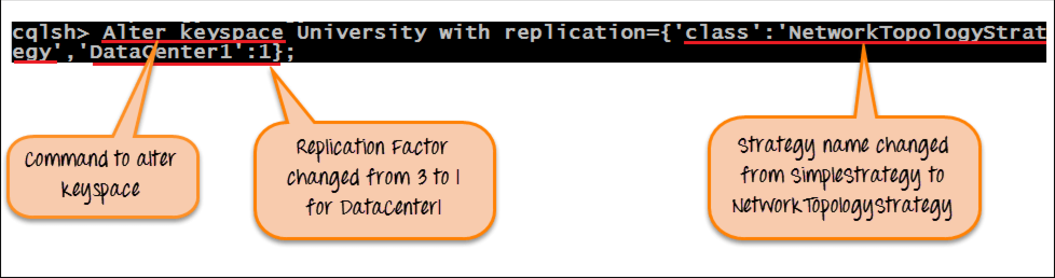 cqlsh> Alter keyspace University with replication={'class':'NetworkTopologyStrat
egy','DataCenter1':1};
Command to alter
keyspace
Replication Factor
changed from 3 to 1
for DataCenter1
Strategy name changed
from SimpleStrategy to
NetworkTopologyStrategy